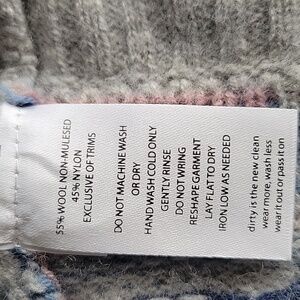 55% WOOL NON-MULESED
45% NYLON
EXCLUSIVE OF TRIMS
DO NOT MACHINE WASH
OR DRY
HAND WASH COLD ONLY
GENTLY RINSE
DO NOT WRING
RESHAPE GARMENT
LAY FLAT TO DRY
IRON LOW AS NEEDED
dirty is the new clean
wear more, wash less
wear it out or pass it on